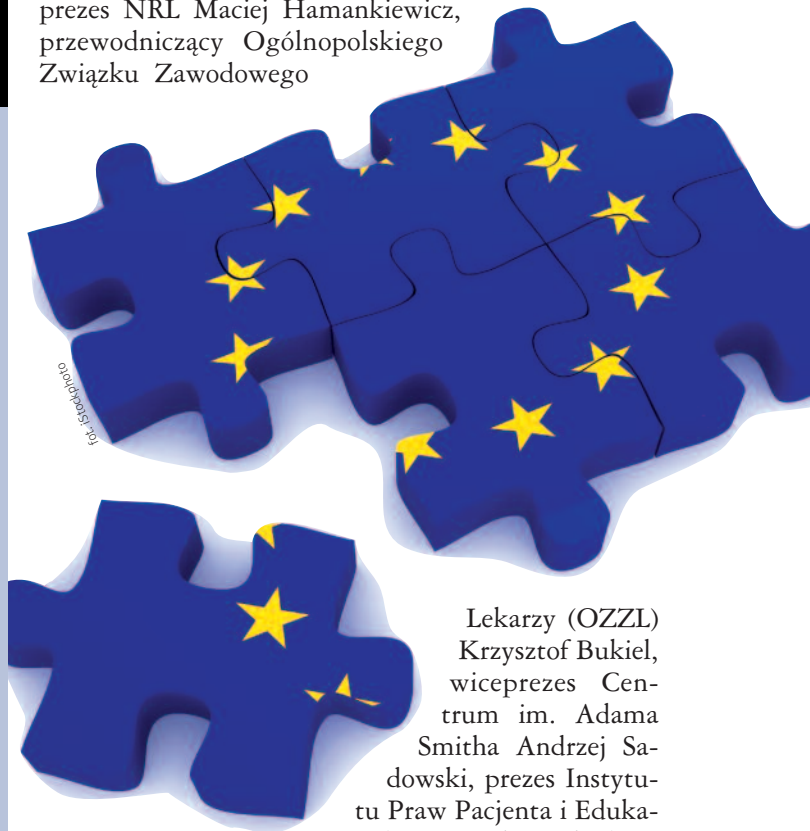 prezes NRL Maciej Hamankiewicz,
przewodniczący Ogólnopolskiego
Związku Zawodowego
fot. iStockphoto
Lekarzy (OZZL)
Krzysztof Bukiel,
wiceprezes Cen-
trum im. Adama
Smitha Andrzej Sa-
dowski, prezes Instytu-
tu Praw Pacjenta i Eduka-